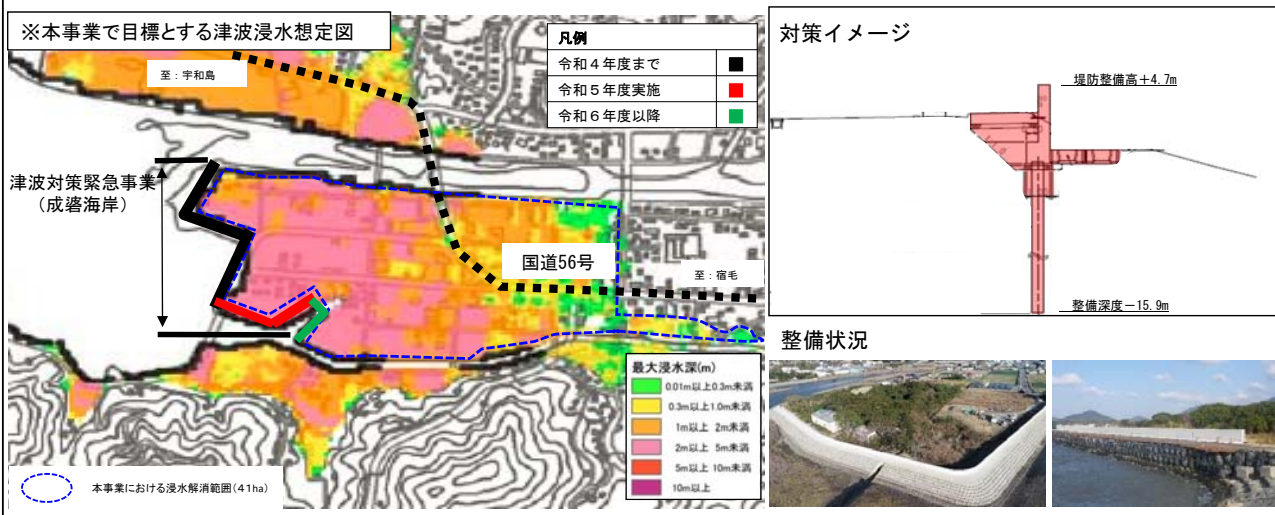 ※本事業で目標とする津波浸水想定図
凡例
令和4年度まで
令和5年度実施
令和6年度以降
至:宇和島
津波対策緊急事業
(成碆海岸)
国道56号
至:宿毛
最大浸水深(m)
0.01m以上0.3m未満
0.3m以上1.0m未満
1m以上 2m未満
2m以上 5m未満
5m以上 10m未満
10m以上
本事業における浸水解消範囲(41ha)
対策イメージ
堤防整備高+4.7m
整備深度-15.9m
整備状況